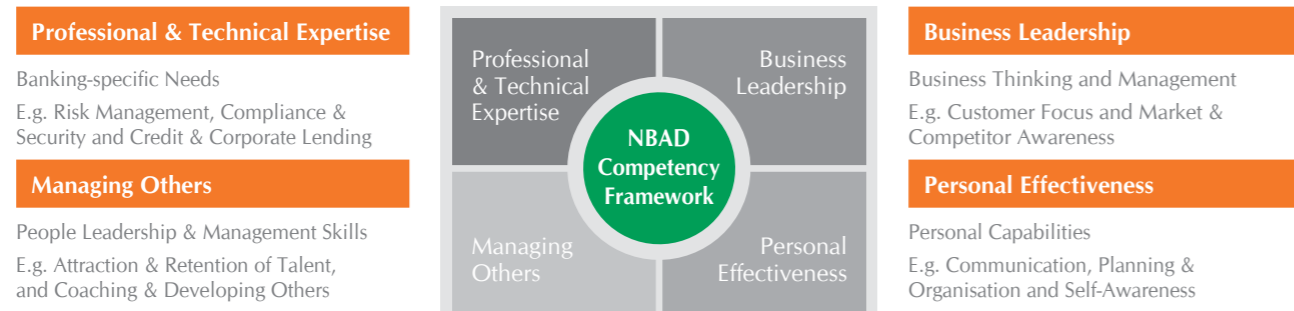 Professional & Technical Expertise
Banking-specific Needs
E.g. Risk Management, Compliance &
Security and Credit & Corporate Lending
Managing Others
People Leadership & Management Skills
E.g. Attraction & Retention of Talent,
and Coaching & Developing Others
Professional
& Technical
Expertise
Business
Leadership
NBAD
Competency
Framework
Managing
Others
Personal
Effectiveness
Business Leadership
Business Thinking and Management
E.g. Customer Focus and Market &
Competitor Awareness
Personal Effectiveness
Personal Capabilities
E.g. Communication, Planning &
Organisation and Self-Awareness